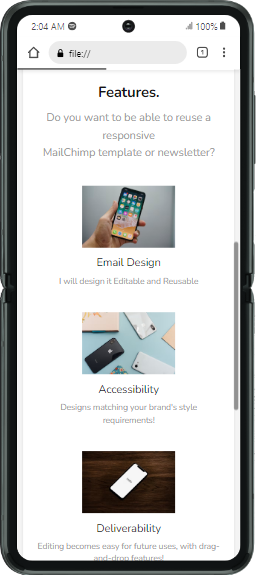 2:04 AM
100%
file://
1
Features.
Do you want to be able to reuse a
responsive
MailChimp template or newsletter?
Email Design
I will design it Editable and Reusable
Accessibility
Designs matching your brand's style
requirements!
Deliverability
Editing becomes easy for future uses, with drag-
and-drop features!